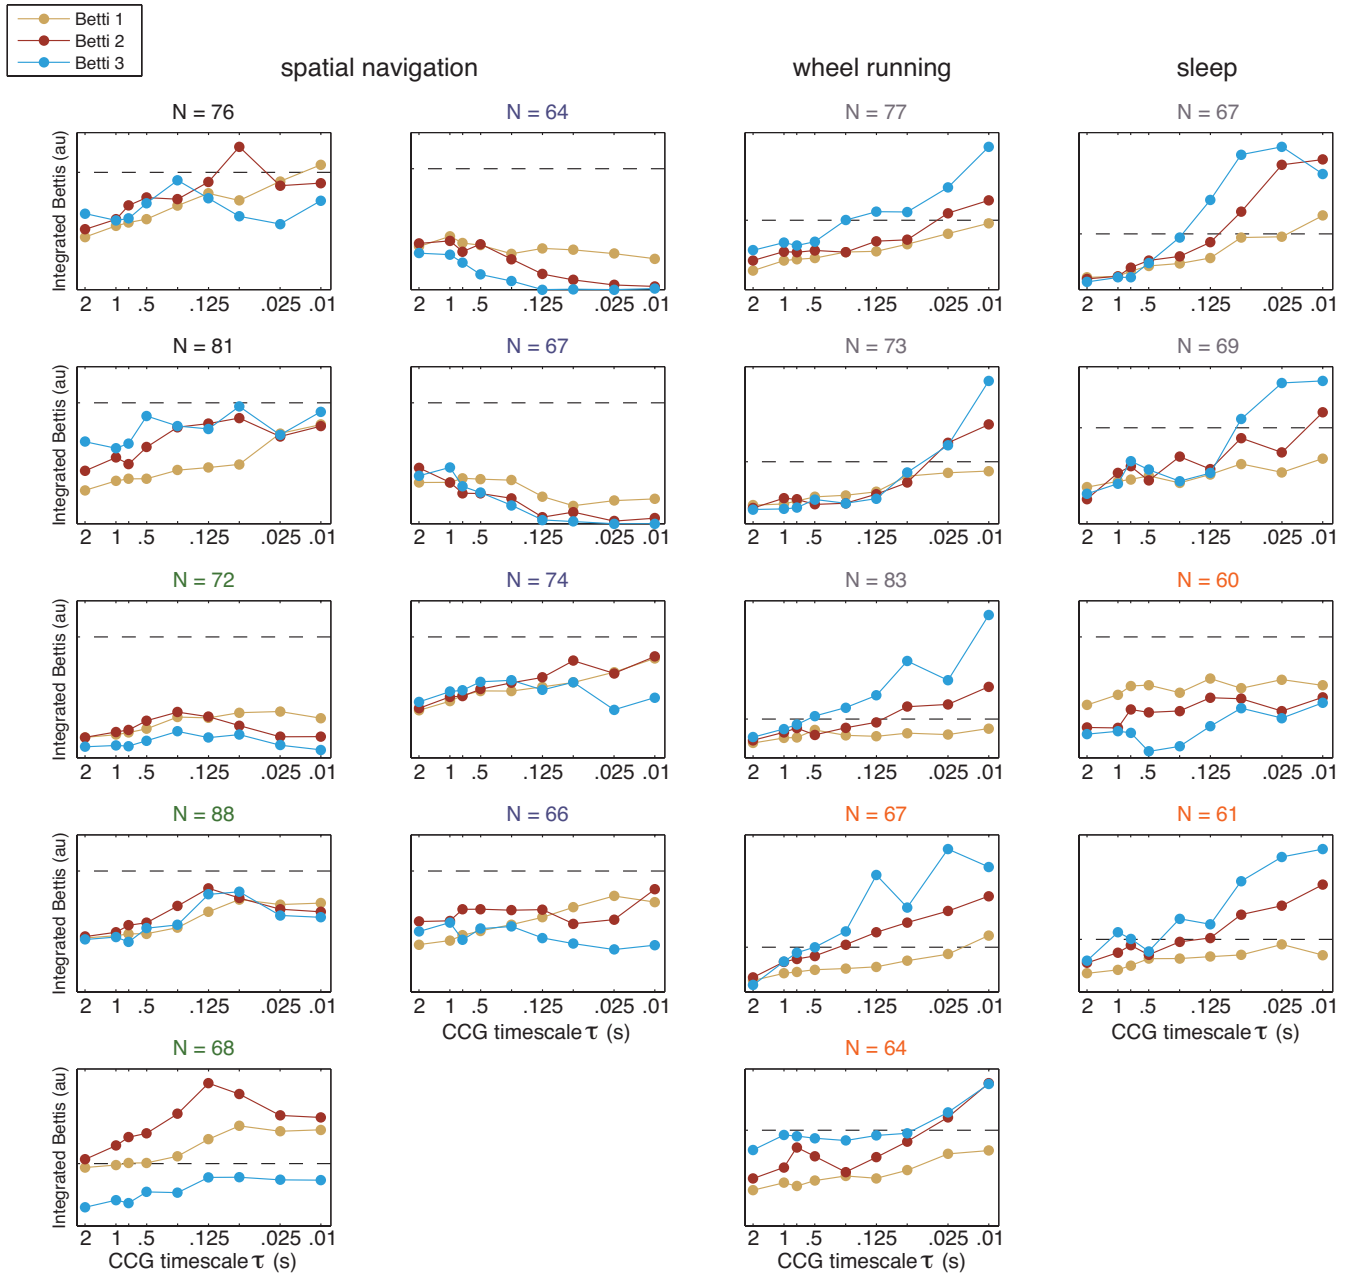 Betti 1
Betti 2
Betti 3
spatial navigation
wheel running
sleep
N = 76
N = 64
N = 77
N = 67
Integrated Bettis (au)
2 1 .5 .125 .025 .01
2 1 .5 .125 .025 .01
2 1 .5 .125 .025 .01
2 1 .5 .125 .025 .01
N = 81
N = 67
N = 73
N = 69
Integrated Bettis (au)
2 1 .5 .125 .025 .01
2 1 .5 .125 .025 .01
2 1 .5 .125 .025 .01
2 1 .5 .125 .025 .01
N = 72
N = 74
N = 83
N = 60
Integrated Bettis (au)
2 1 .5 .125 .025 .01
2 1 .5 .125 .025 .01
2 1 .5 .125 .025 .01
2 1 .5 .125 .025 .01
N = 88
N = 66
N = 67
N = 61
Integrated Bettis (au)
2 1 .5 .125 .025 .01
2 1 .5 .125 .025 .01
2 1 .5 .125 .025 .01
2 1 .5 .125 .025 .01
CCG timescale τ (s)
CCG timescale τ (s)
N = 68
N = 64
Integrated Bettis (au)
2 1 .5 .125 .025 .01
2 1 .5 .125 .025 .01
CCG timescale τ (s)
CCG timescale τ (s)